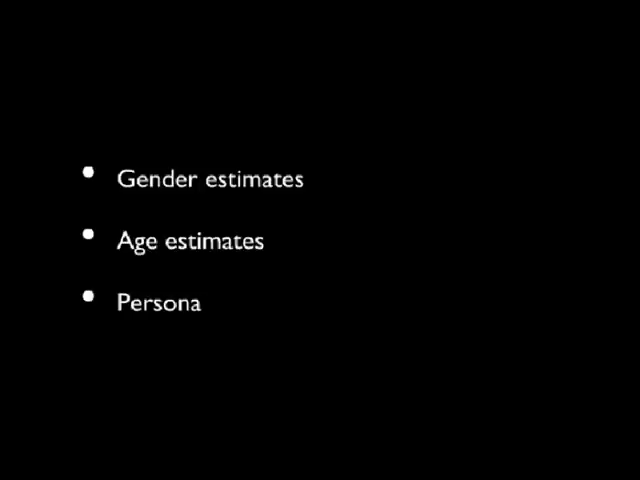 • Gender estimates
• Age estimates
• Persona